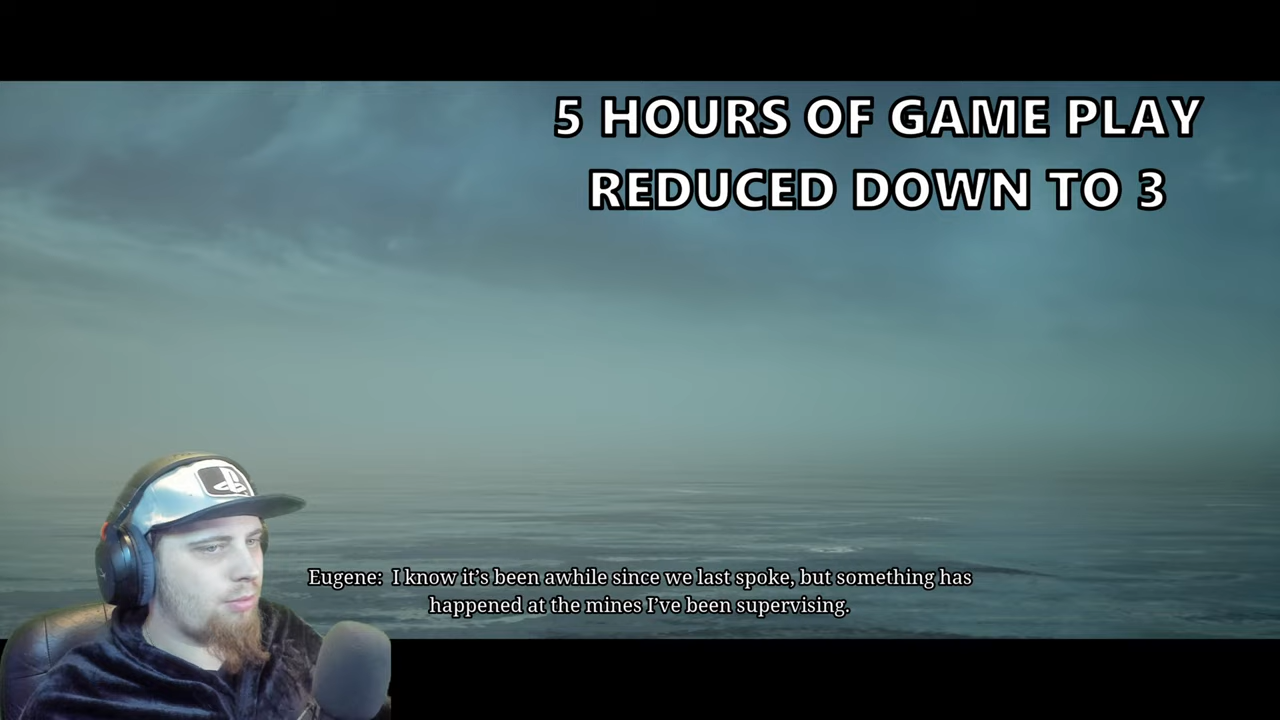 5 HOURS OF GAME PLAY
REDUCED DOWN TO 3
Eugene:  I know it's been awhile since we last spoke, but something has
happened at the mines I've been supervising.